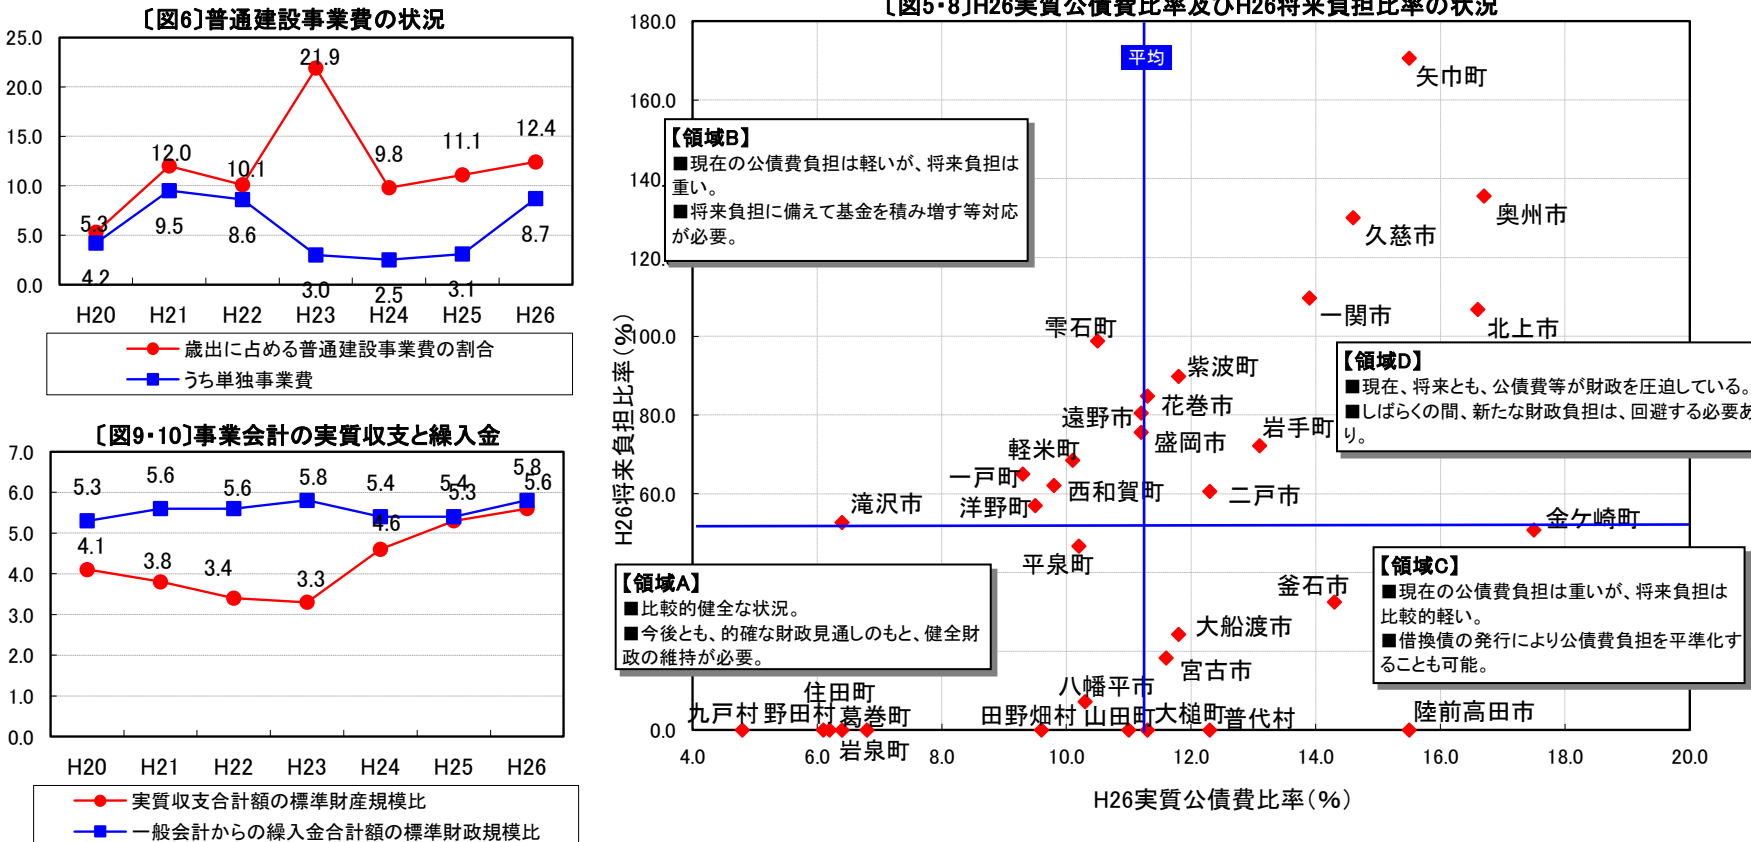 〔図6〕普通建設事業費の状況
25.0
20.0
15.0
10.0
5.0
0.0
5.3
12.0
10.1
21.9
9.8
11.1
12.4
4.2
9.5
8.6
3.0
2.5
3.1
8.7
H20 H21 H22 H23 H24 H25 H26
歳出に占める普通建設事業費の割合
うち単独事業費
〔図9・10〕事業会計の実質収支と繰入金
7.0
6.0
5.0
4.0
3.0
2.0
1.0
0.0
5.3
5.6
5.6
5.8
5.4
5.4
5.8
4.1
3.8
3.4
3.3
4.6
5.3
5.6
H20 H21 H22 H23 H24 H25 H26
実質収支合計額の標準財産規模比
一般会計からの繰入金合計額の標準財政規模比
〔図5・8〕H26実質公債費比率及びH26将来負担比率の状況
180.0
160.0
140.
120.
100.0
80.0
60.0
0.0
H26将来負担比率(%)
平均
矢巾町
奥州市
久慈市
一関市
北上市
雫石町
紫波町
花巻市
遠野市
盛岡市
岩手町
軽米町
一戸町
西和賀町
洋野町
二戸市
滝沢市
金ケ崎町
平泉町
釜石市
大船渡市
宮古市
八幡平市
住田町
九戸村
野田村
葛巻町
岩泉町
田野畑村
山田町
大槌町
普代村
陸前高田市
【領域B】
■現在の公債費負担は軽いが、将来負担は
重い。
■将来負担に備えて基金を積み増す等対応
が必要。
【領域D】
■現在、将来とも、公債費等が財政を圧迫している。
■しばらくの間、新たな財政負担は、回避する必要あ
り。
【領域A】
■比較的健全な状況。
■今後とも、的確な財政見通しのもと、健全財
政の維持が必要。
【領域C】
■現在の公債費負担は重いが、将来負担は
比較的軽い。
■借換債の発行により公債費負担を平準化す
ることも可能。
4.0 6.0 8.0 10.0 12.0 14.0 16.0 18.0 20.0
H26実質公債費比率(%)